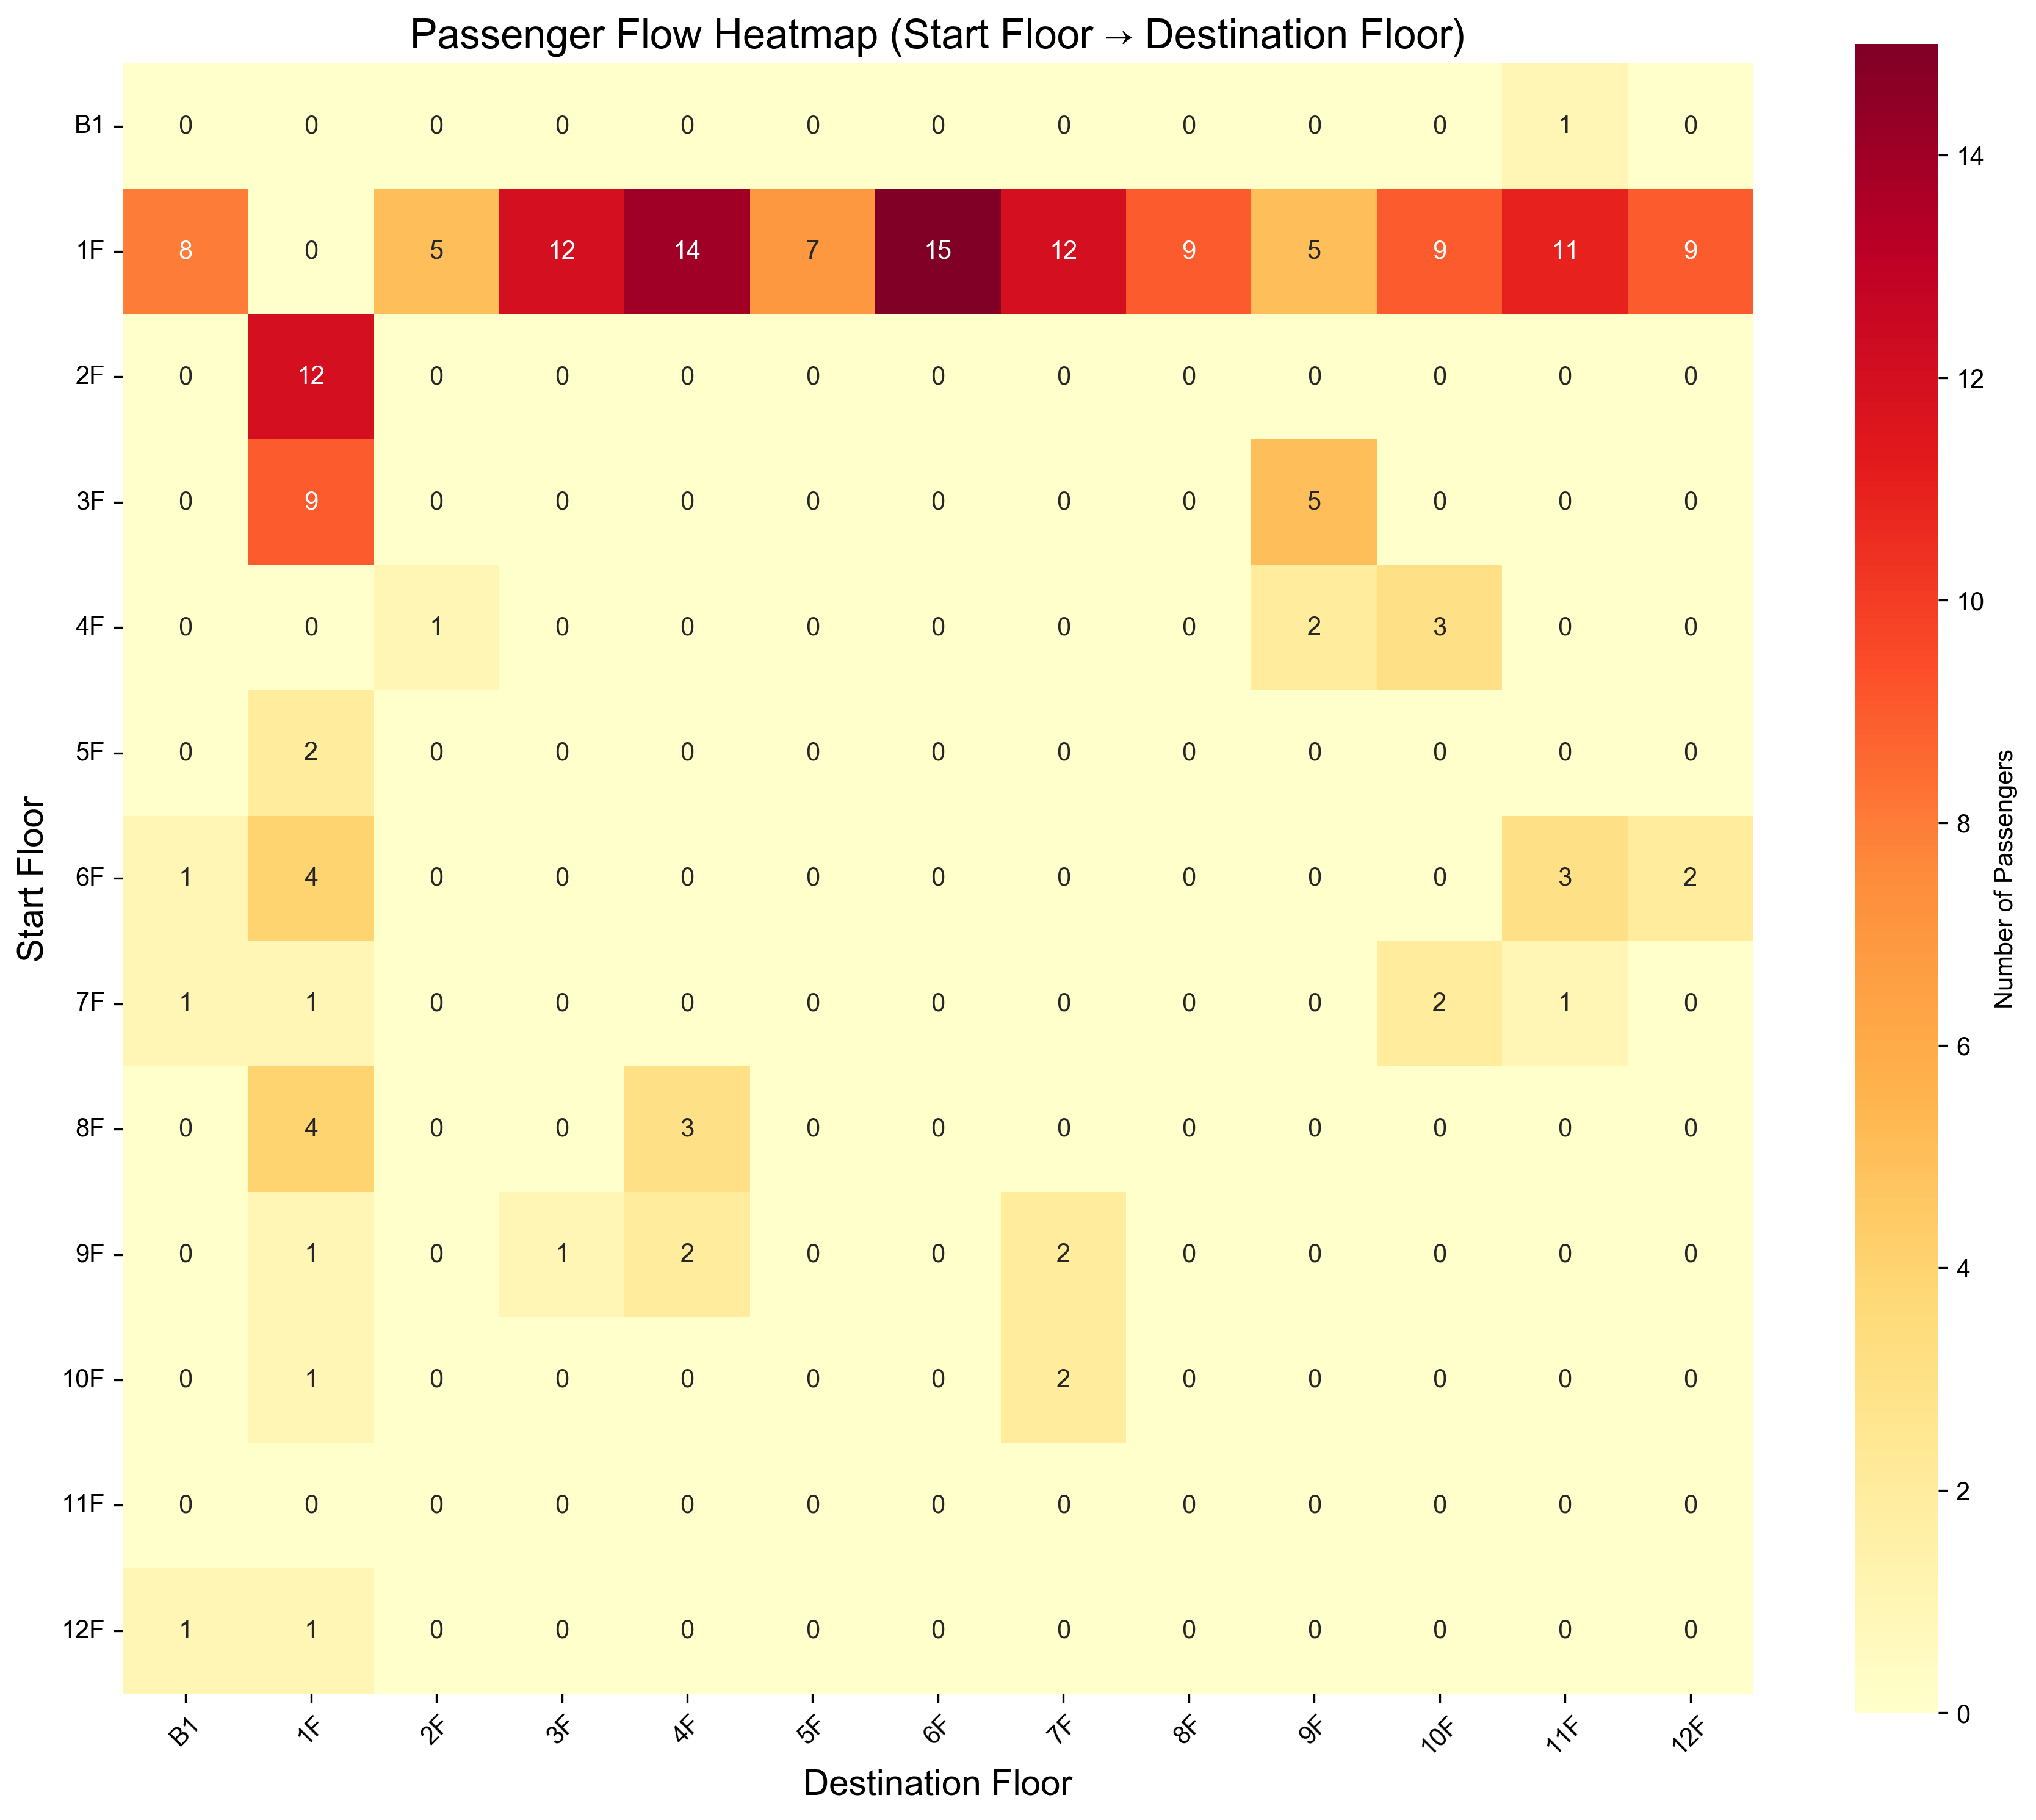 Passenger Flow Heatmap (Start Floor → Destination Floor)
B1 0 0 0 0 0 0 0 0 0 0 0 1 0
1F 8 0 5 12 14 7 15 12 9 5 9 11 9
2F 0 12 0 0 0 0 0 0 0 0 0 0 0
3F 0 9 0 0 0 0 0 0 0 5 0 0 0
4F 0 0 1 0 0 0 0 0 0 2 3 0 0
5F 0 2 0 0 0 0 0 0 0 0 0 0 0
6F 1 4 0 0 0 0 0 0 0 0 0 3 2
7F 1 1 0 0 0 0 0 0 0 0 2 1 0
8F 0 4 0 0 3 0 0 0 0 0 0 0 0
9F 0 1 0 1 2 0 0 2 0 0 0 0 0
10F 0 1 0 0 0 0 0 2 0 0 0 0 0
11F 0 0 0 0 0 0 0 0 0 0 0 0 0
12F 1 1 0 0 0 0 0 0 0 0 0 0 0
B1 1F 2F 3F 4F 5F 6F 7F 8F 9F 10F 11F 12F
Destination Floor
Start Floor
14
12
10
8
6
4
2
0
Number of Passengers